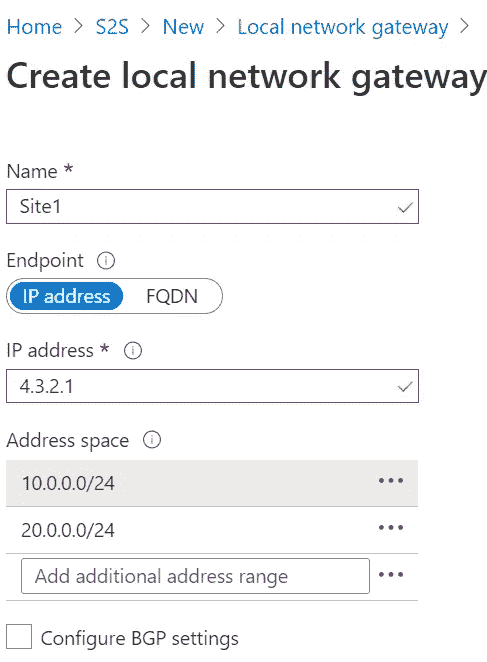 Home > S2S > New > Local network gateway >
Create local network gateway
Name *
Site1
Endpoint
IP address FQDN
IP address *
4.3.2.1
Address space
10.0.0.0/24
20.0.0.0/24
Add additional address range
Configure BGP settings